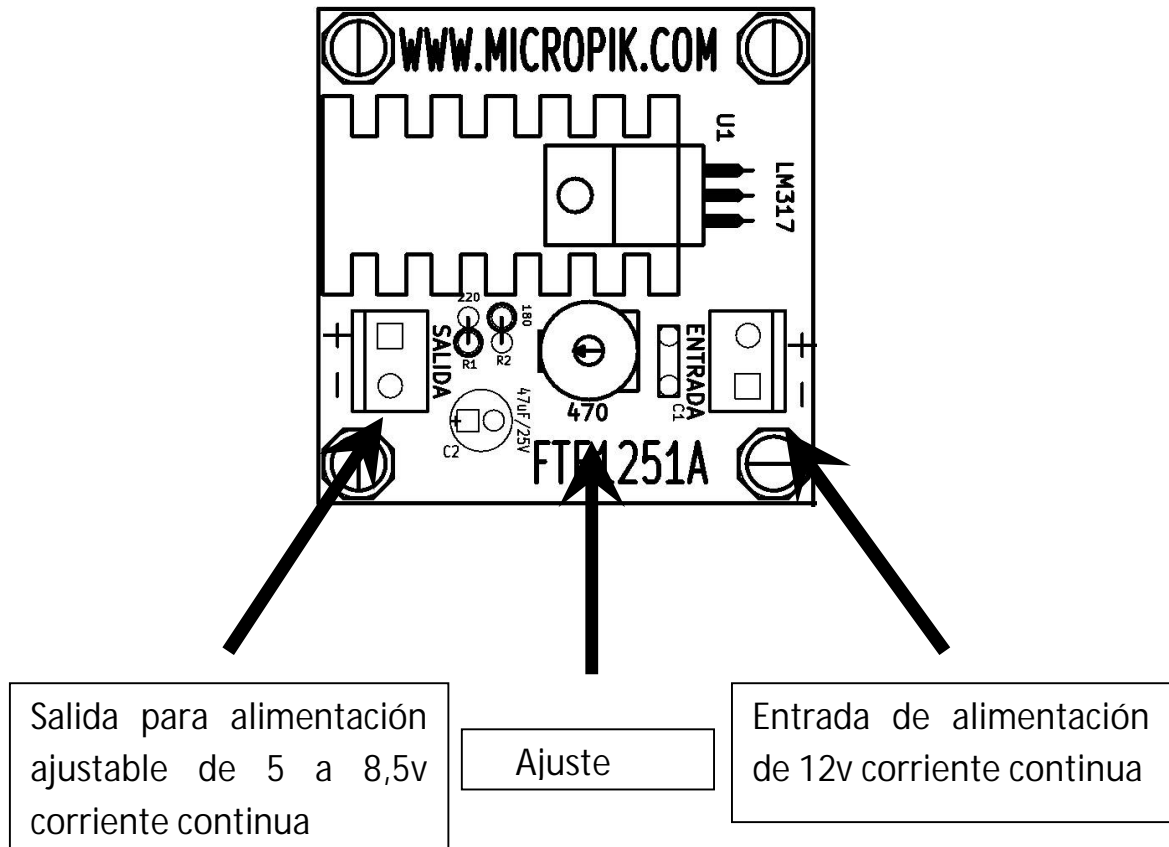 WWW.MICROPIK.COM
U1
LM317
220
180
R1
R2
+
-
SALIDA
47uF/25V
+
C2
470
C1
ENTRADA
+
-
Salida para alimentación
ajustable de 5 a 8,5v
corriente continua
Ajuste
Entrada de alimentación
de 12v corriente continua